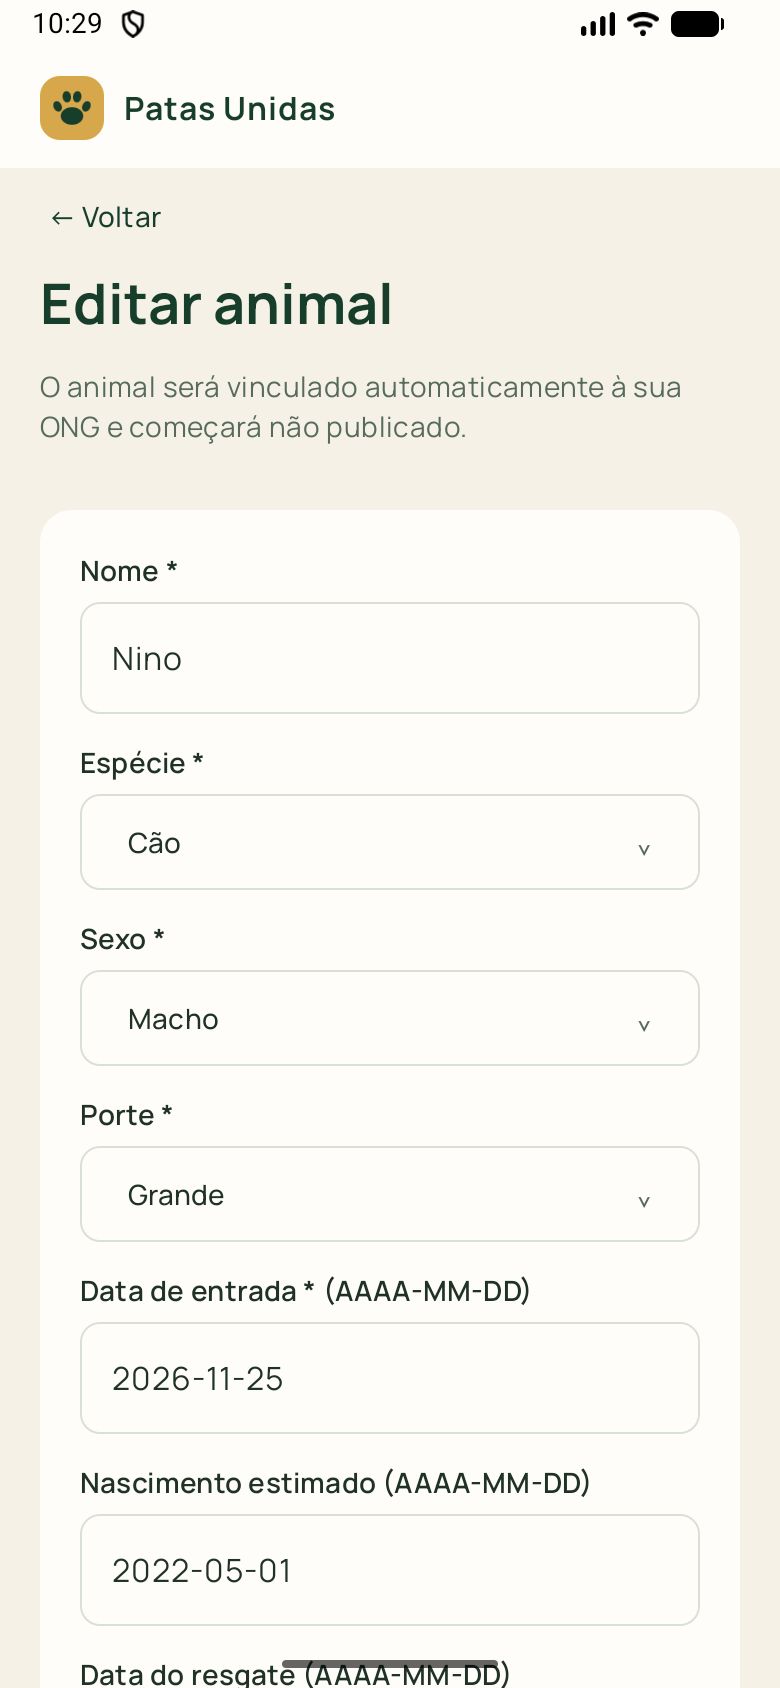 10:29
Patas Unidas
← Voltar
Editar animal
O animal será vinculado automaticamente à sua
ONG e começará não publicado.
Nome *
Nino
Espécie *
Cão
Sexo *
Macho
Porte *
Grande
Data de entrada * (AAAA-MM-DD)
2026-11-25
Nascimento estimado (AAAA-MM-DD)
2022-05-01
Data do resgate (AAAA-MM-DD)